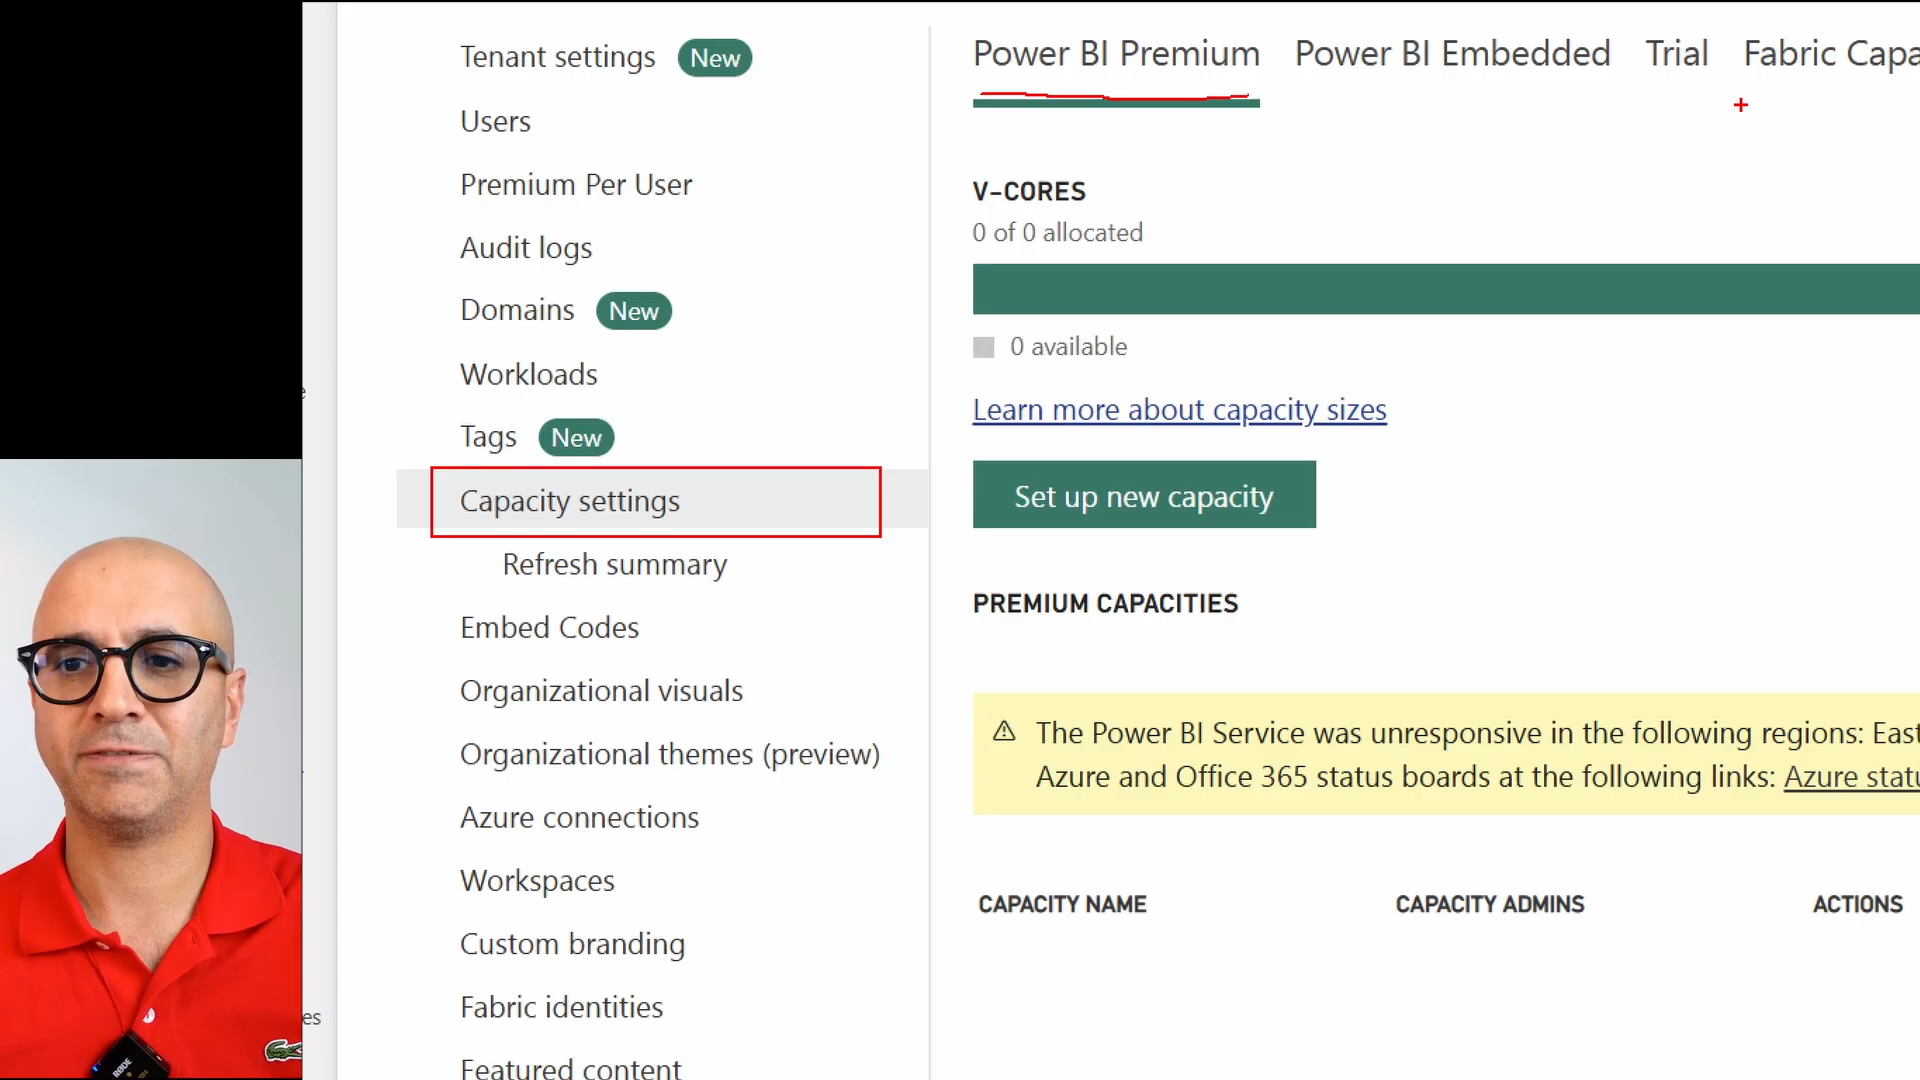 Tenant settings New
Users
Premium Per User
Audit logs
Domains New
Workloads
Tags New
Capacity settings
Refresh summary
Embed Codes
Organizational visuals
Organizational themes (preview)
Azure connections
Workspaces
Custom branding
Fabric identities
Featured content
Power BI Premium Power BI Embedded Trial Fabric Capa
V-CORES
0 of 0 allocated
0 available
Learn more about capacity sizes
Set up new capacity
PREMIUM CAPACITIES
The Power BI Service was unresponsive in the following regions: East
Azure and Office 365 status boards at the following links: Azure statu
CAPACITY NAME CAPACITY ADMINS ACTIONS
es
RØDE